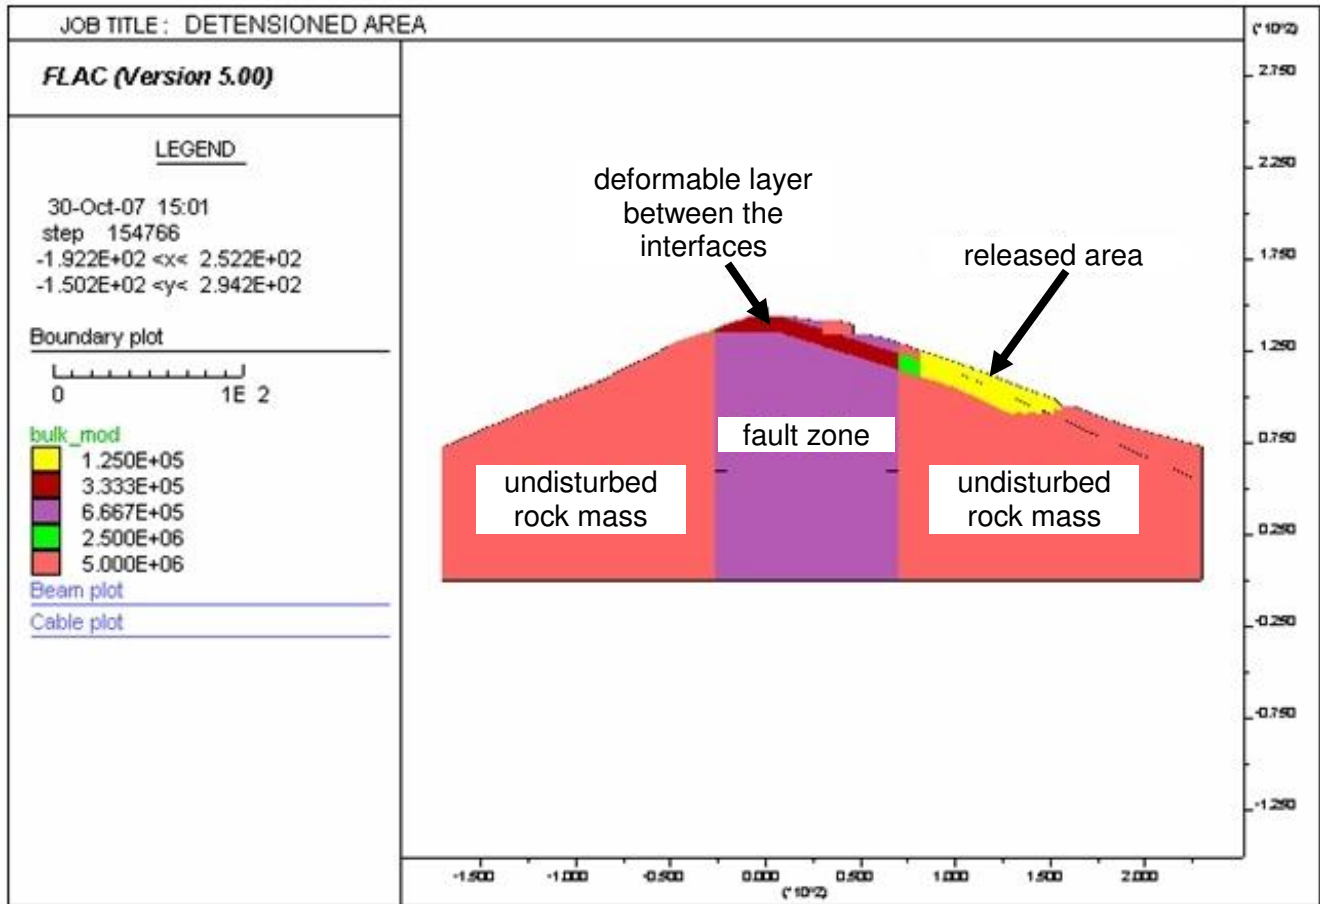 JOB TITLE : DETENSIONED AREA
FLAC (Version 5.00)
LEGEND
30-Oct-07 15:01
step 154766
-1.922E+02 <x< 2.522E+02
-1.502E+02 <y< 2.942E+02
Boundary plot
0 1E 2
bulk_mod
1.250E+05
3.333E+05
6.667E+05
2.500E+06
5.000E+06
Beam plot
Cable plot
deformable layer
between the
interfaces
released area
fault zone
undisturbed
rock mass
undisturbed
rock mass
(*10^2)
2.750
2.250
1.750
1.250
0.750
0.250
-0.250
-0.750
-1.250
-1.500 -1.000 -0.500 0.000 0.500 1.000 1.500 2.000
(*10^2)